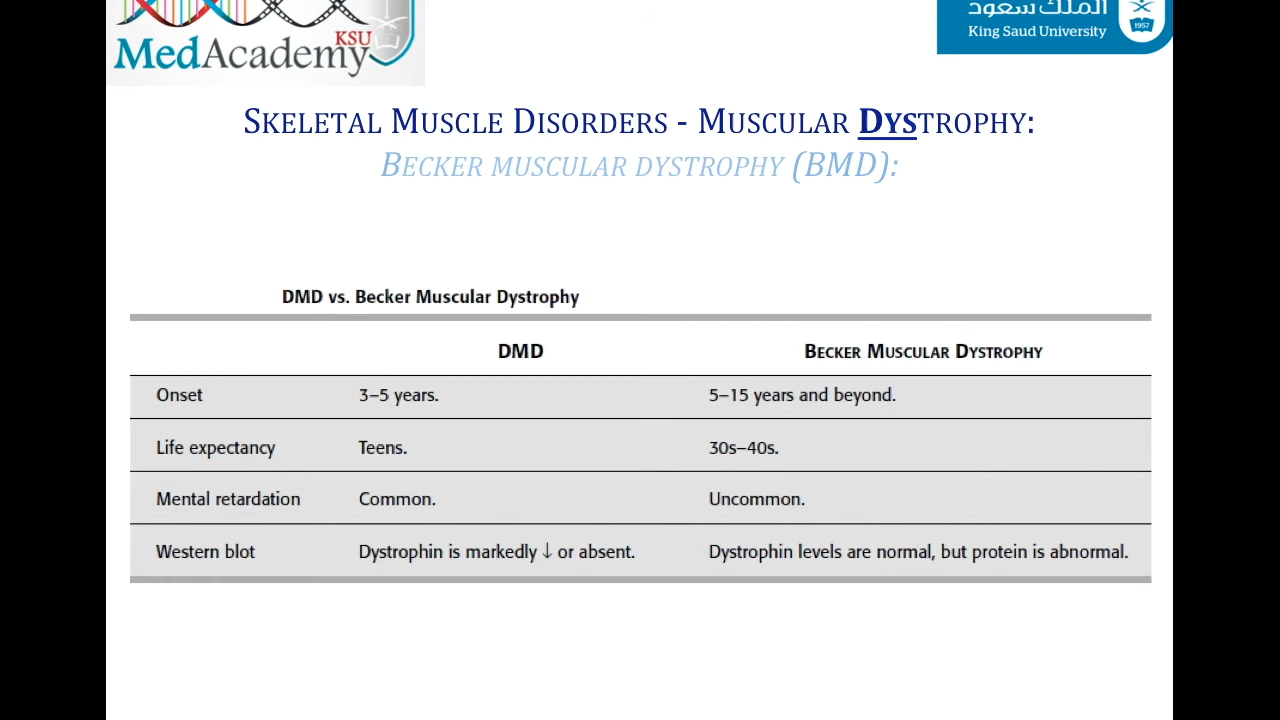 KSU
MedAcademy
الملك سعود
King Saud University
1957
SKELETAL MUSCLE DISORDERS - MUSCULAR DYSTROPHY:
BECKER MUSCULAR DYSTROPHY (BMD):
DMD vs. Becker Muscular Dystrophy
DMD BECKER MUSCULAR DYSTROPHY
Onset 3–5 years. 5–15 years and beyond.
Life expectancy Teens. 30s–40s.
Mental retardation Common. Uncommon.
Western blot Dystrophin is markedly ↓ or absent. Dystrophin levels are normal, but protein is abnormal.